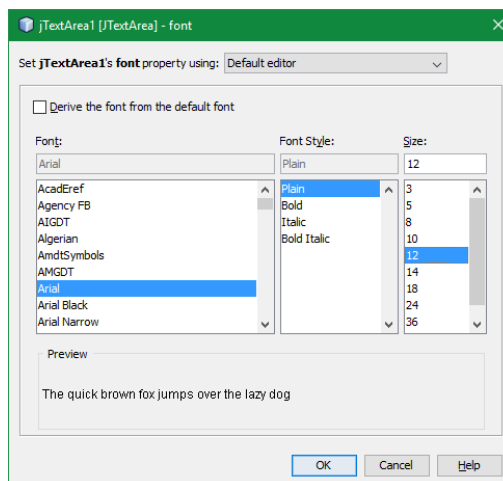 jTextArea1 [JTextArea] - font
Set jTextArea1's font property using: Default editor
Derive the font from the default font
Font: Font Style: Size:
Arial Plain 12
AcadEref Plain 3
Agency FB Bold 5
AIGDT Italic 8
Algerian Bold Italic 10
AmdtSymbols 12
AMGDT 14
Arial 18
Arial Black 24
Arial Narrow 36
Preview
The quick brown fox jumps over the lazy dog
OK Cancel Help